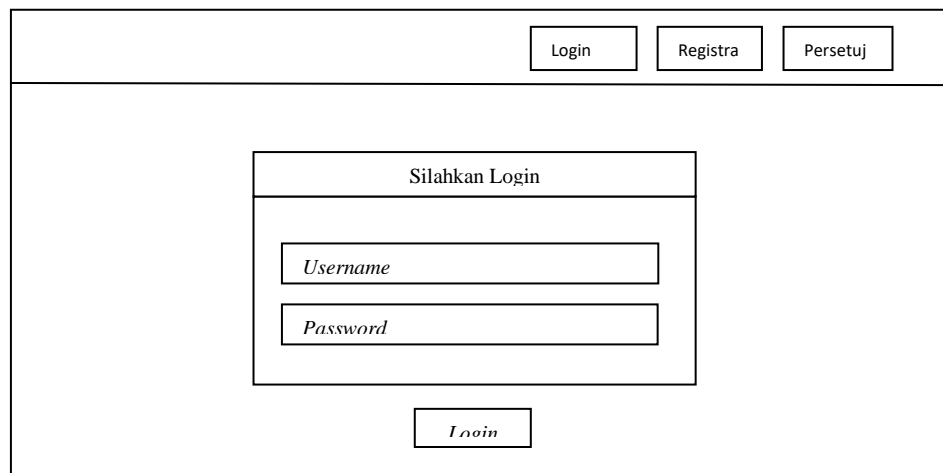 Login
Registra
Persetuj
Silahkan Login
Username
Password
Login